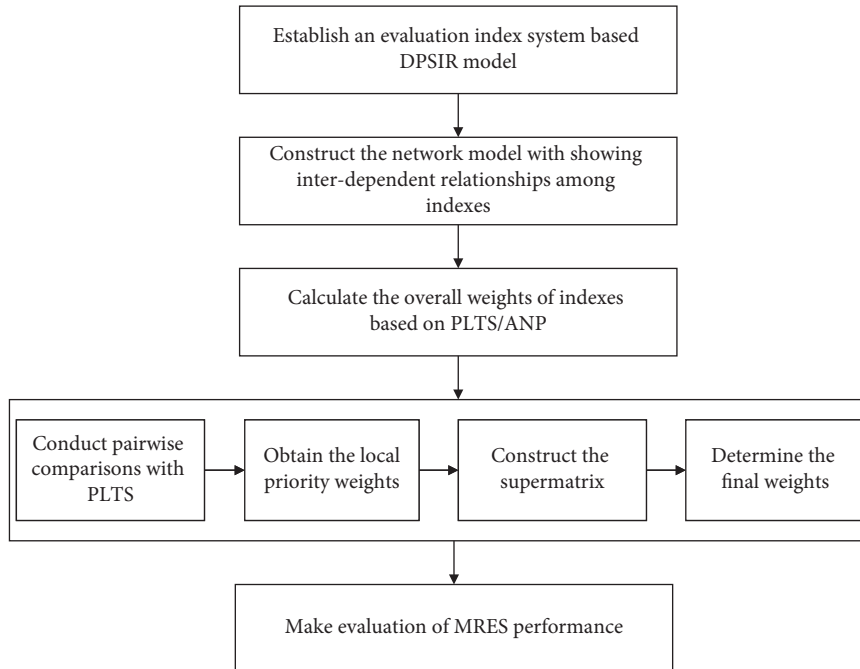 Establish an evaluation index system based
DPSIR model
Construct the network model with showing
inter-dependent relationships among
indexes
Calculate the overall weights of indexes
based on PLTS/ANP
Conduct pairwise
comparisons with
PLTS
Obtain the local
priority weights
Construct the
supermatrix
Determine the
final weights
Make evaluation of MRES performance